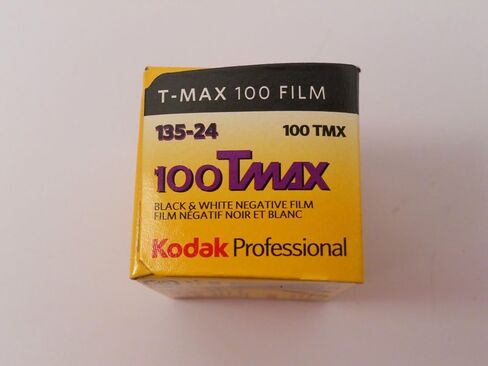 T-MAX 100 FILM
135-24 100 TMX
100TMAX
BLACK & WHITE NEGATIVE FILM
FILM NÉGATIF NOIR ET BLANC
Kodak Professional